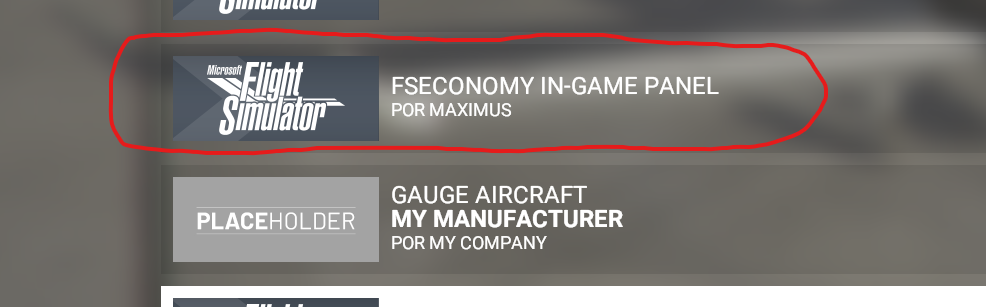 Simulator
Microsoft
Flight
Simulator
FSECONOMY IN-GAME PANEL
POR MAXIMUS
PLACEHOLDER
GAUGE AIRCRAFT
MY MANUFACTURER
POR MY COMPANY
Flight